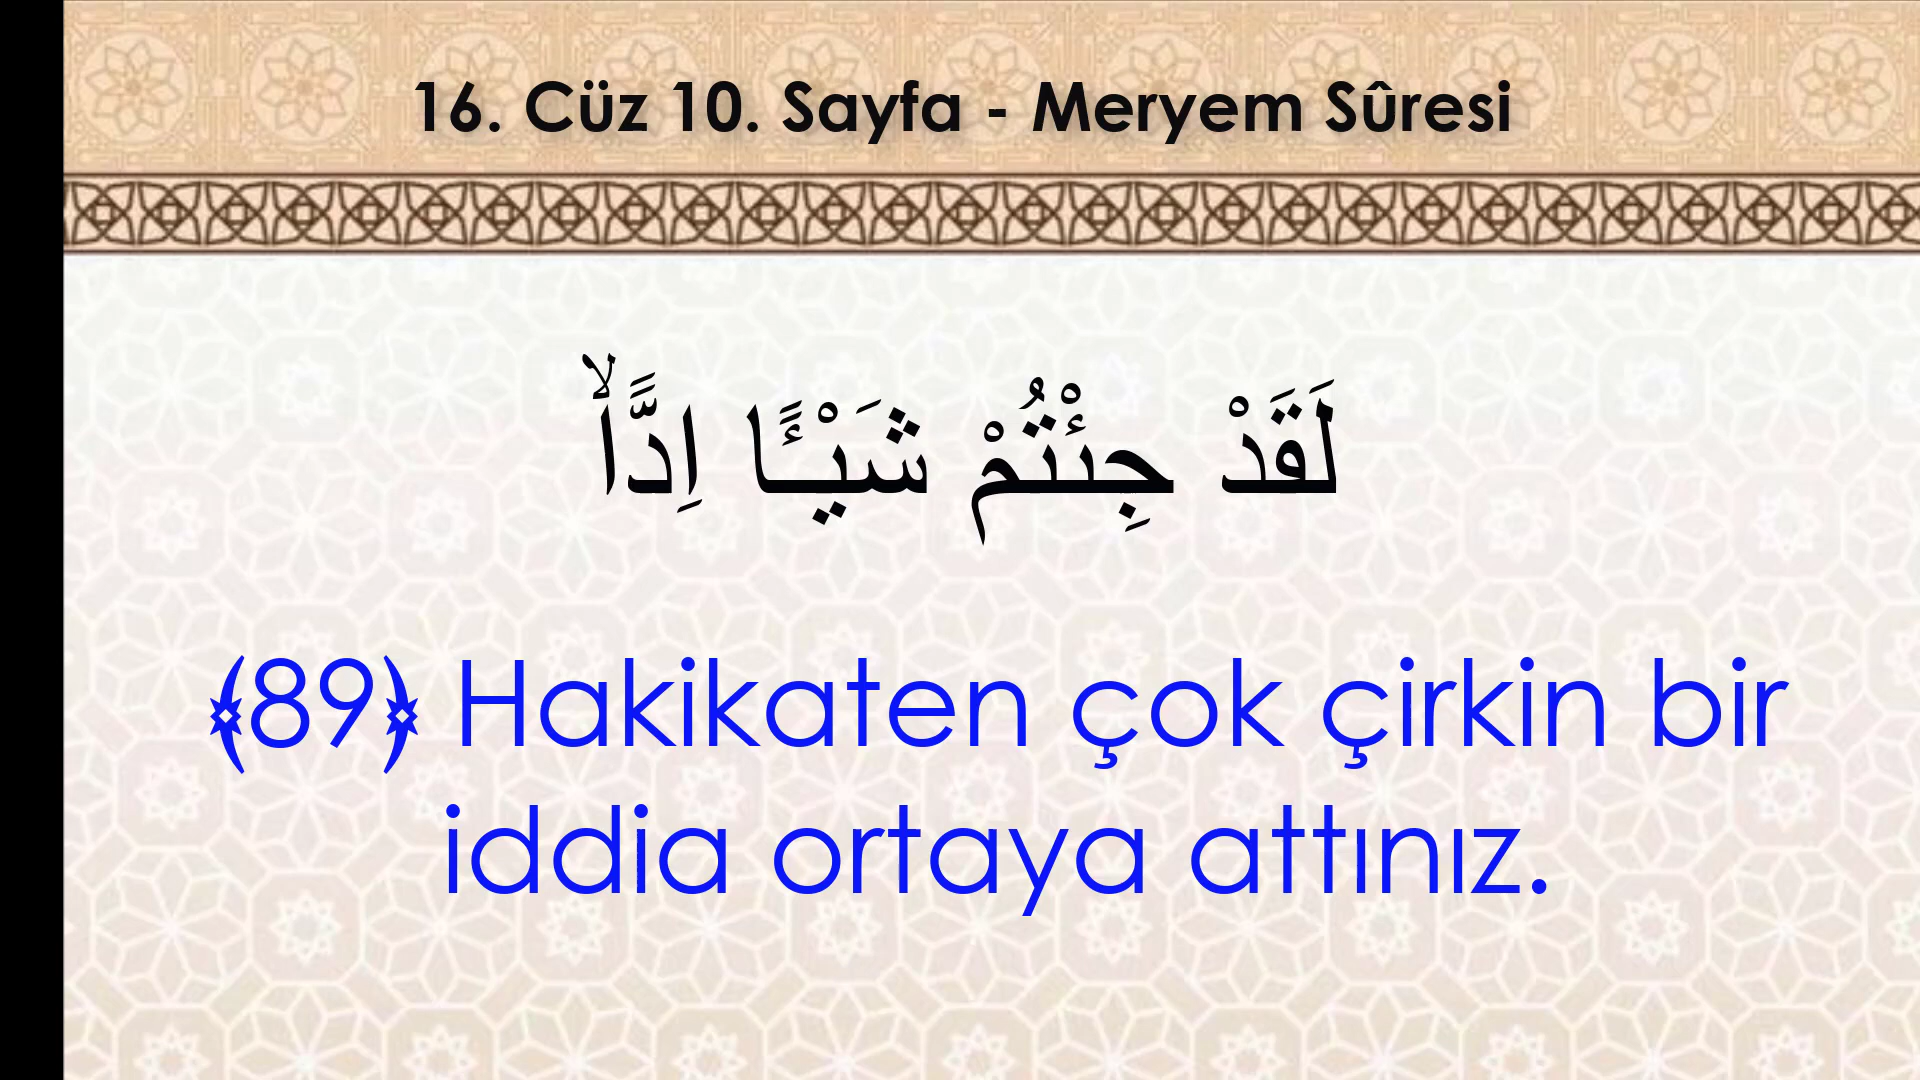 16. Cüz 10. Sayfa - Meryem Sûresi
لَقَدْ جِئْتُمْ شَيْـًٔا اِدًّاۙ
﴾89﴿ Hakikaten çok çirkin bir
iddia ortaya attınız.